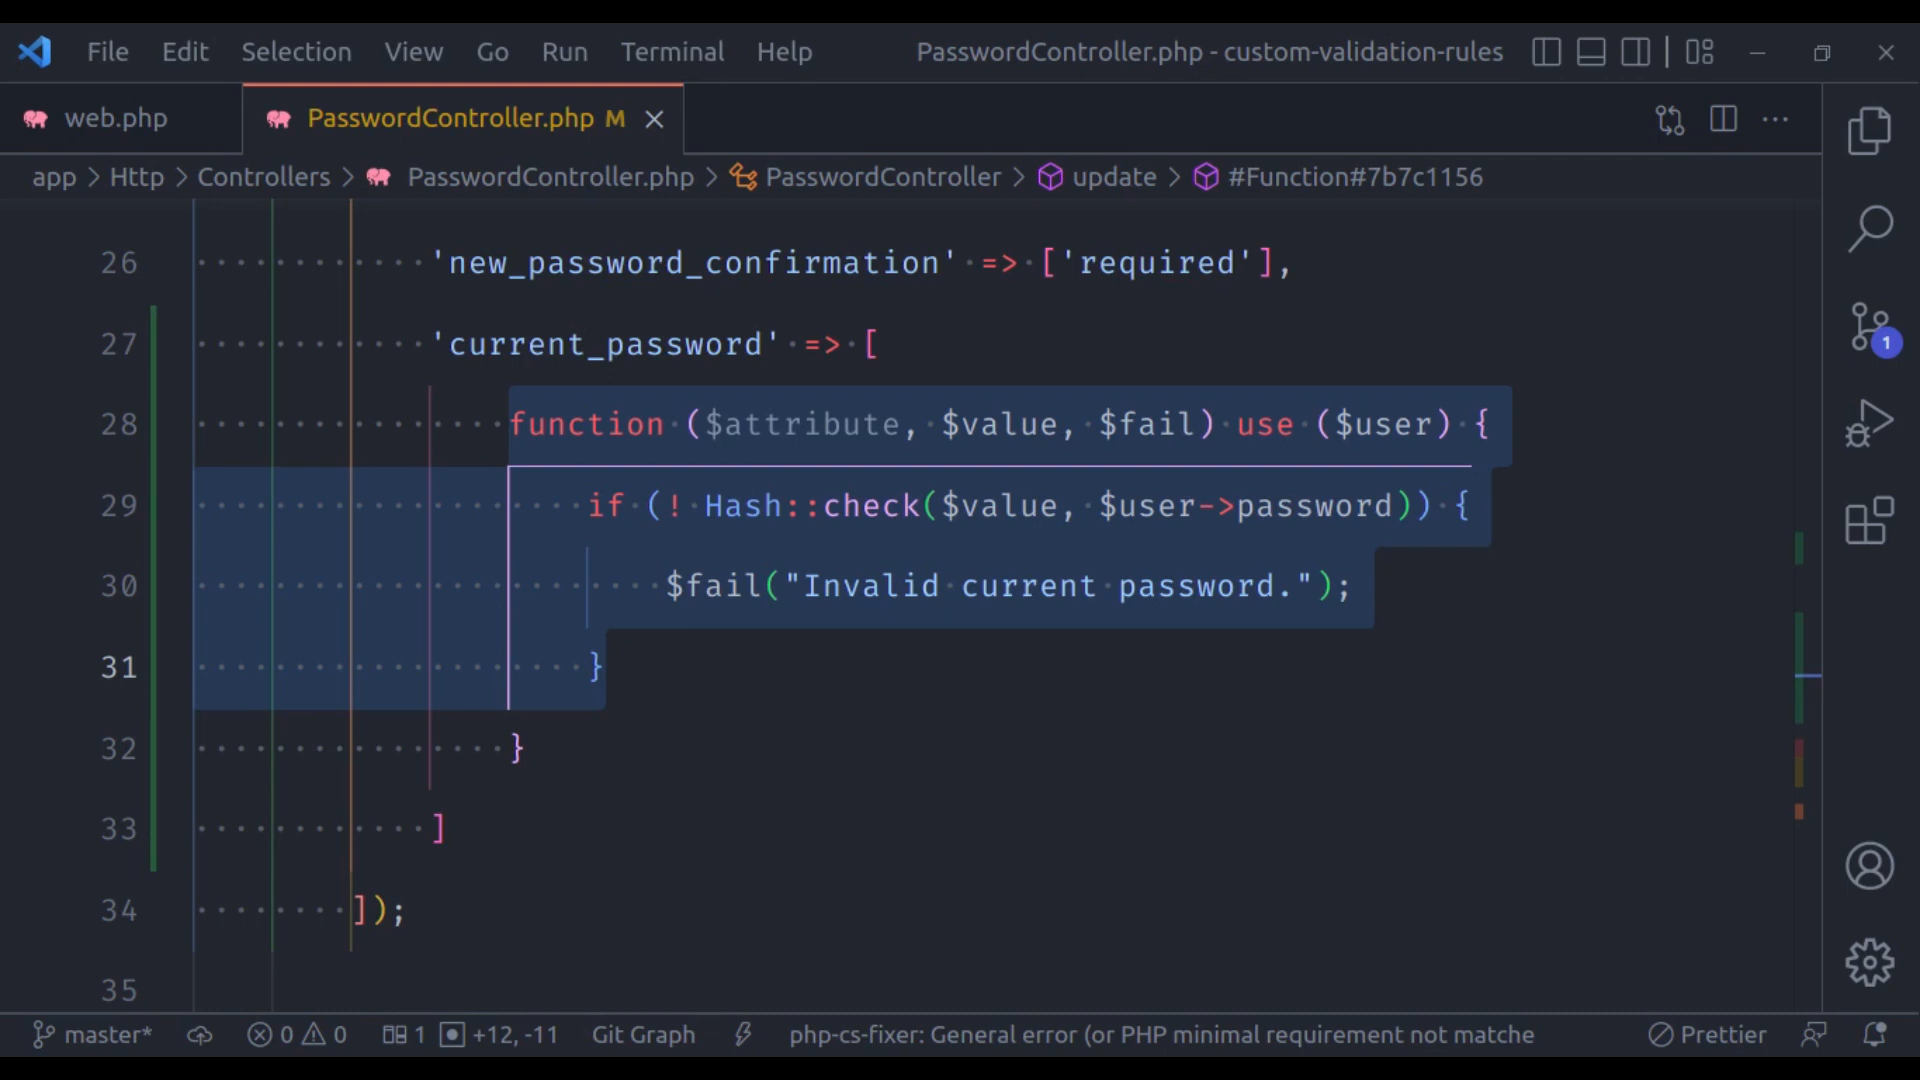 File Edit Selection View Go Run Terminal Help PasswordController.php - custom-validation-rules
web.php PasswordController.php M
app > Http > Controllers > PasswordController.php > PasswordController > update > #Function#7b7c1156
26 'new_password_confirmation' => ['required'],
27 'current_password' => [
28 function ($attribute, $value, $fail) use ($user) {
29 if (! Hash::check($value, $user->password)) {
30 $fail("Invalid current password.");
31 }
32 }
33 ]
34 ]);
35
1
master* 0 0 1 +12, -11 Git Graph php-cs-fixer: General error (or PHP minimal requirement not matche Prettier